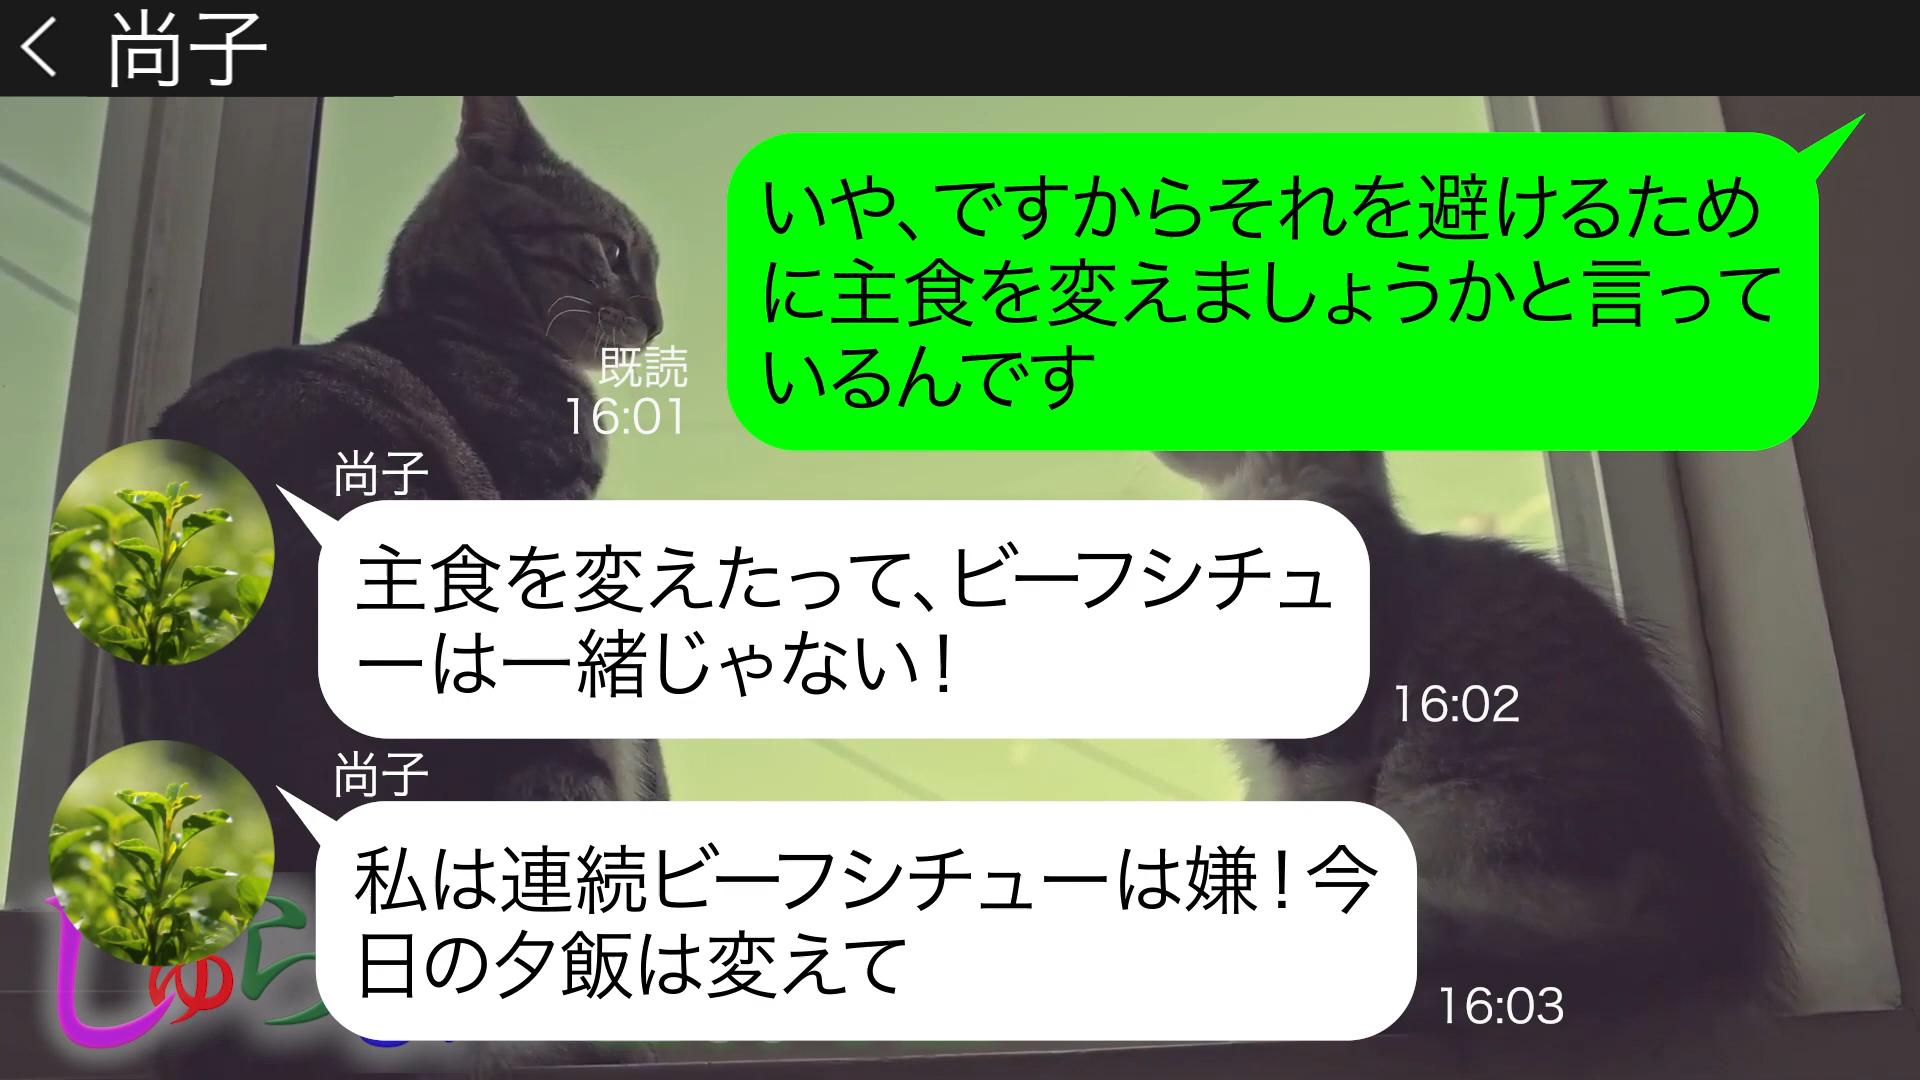 尚子
いや、ですからそれを避けるため
に主食を変えましょうかと言って
いるんです
既読
16:01
尚子
主食を変えたって、ビーフシチュ
ーは一緒じゃない！
16:02
尚子
私は連続ビーフシチューは嫌！今
日の夕飯は変えて
16:03
しゅら